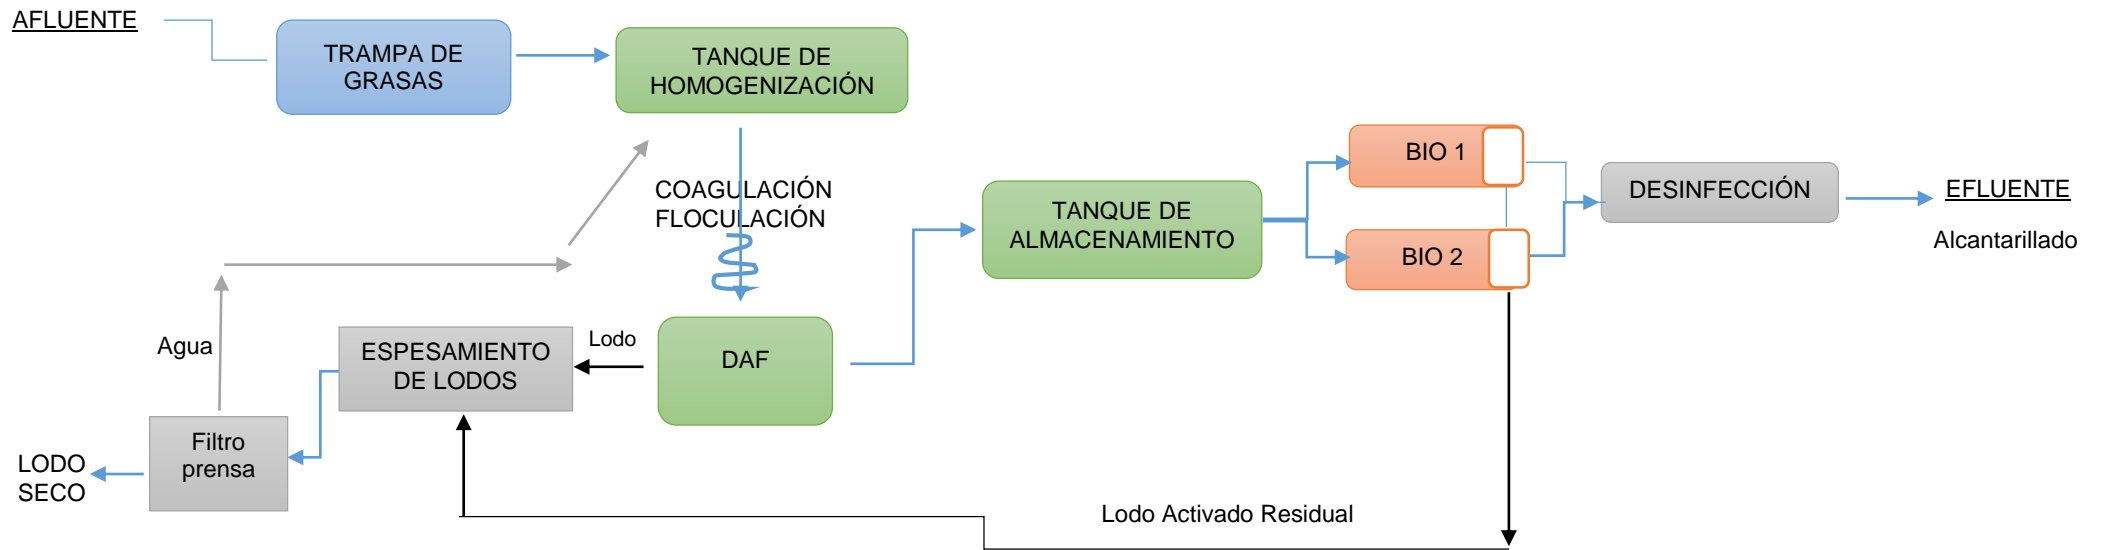 AFLUENTE
TRAMPA DE
GRASAS
TANQUE DE
HOMOGENIZACIÓN
COAGULACIÓN
FLOCULACIÓN
TANQUE DE
ALMACENAMIENTO
BIO 1
BIO 2
DESINFECCIÓN
EFLUENTE
Alcantarillado
DAF
Lodo
ESPESAMIENTO
DE LODOS
Agua
Filtro
prensa
LODO
SECO
Lodo Activado Residual